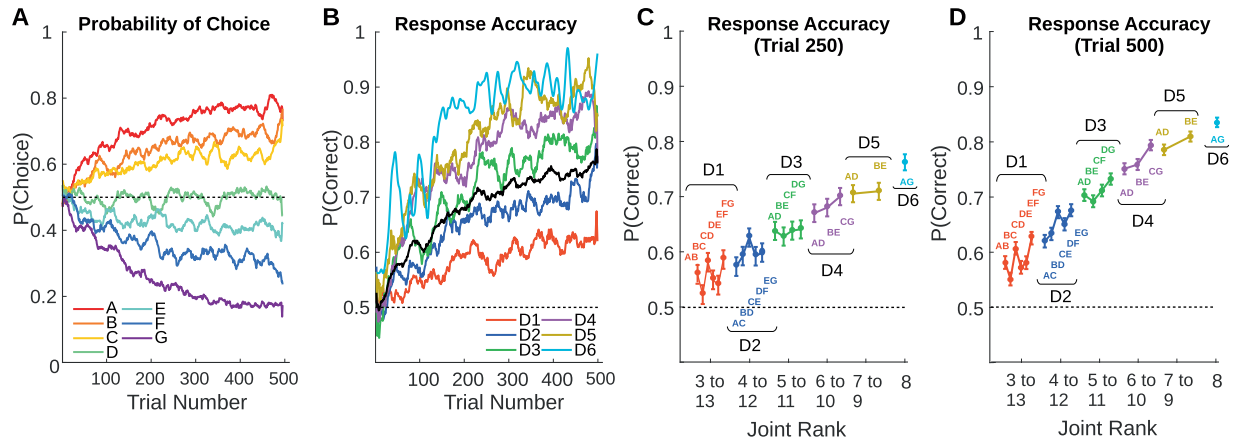 A
Probability of Choice
P(Choice)
1
0.8
0.6
0.4
0.2
0
100
200
300
400
500
Trial Number
A
B
C
D
E
F
G
B
Response Accuracy
P(Correct)
1
0.9
0.8
0.7
0.6
0.5
100
200
300
400
500
Trial Number
D1
D2
D3
D4
D5
D6
C
Response Accuracy
(Trial 250)
P(Correct)
1
0.9
0.8
0.7
0.6
0.5
D1
AB
BC
CD
DE
EF
FG
D2
AC
BD
CE
DF
EG
D3
AD
BE
CF
DG
D4
AD
BE
CG
D5
AD
BE
AG
D6
3 to
13
4 to
12
5 to
11
6 to
10
7 to
9
8
Joint Rank
D
Response Accuracy
(Trial 500)
P(Correct)
1
0.9
0.8
0.7
0.6
0.5
D1
AB
BC
CD
DE
EF
FG
D2
AC
BD
CE
DF
EG
D3
AD
BE
CF
DG
D4
AD
BE
CG
D5
AD
BE
AG
D6
3 to
13
4 to
12
5 to
11
6 to
10
7 to
9
8
Joint Rank